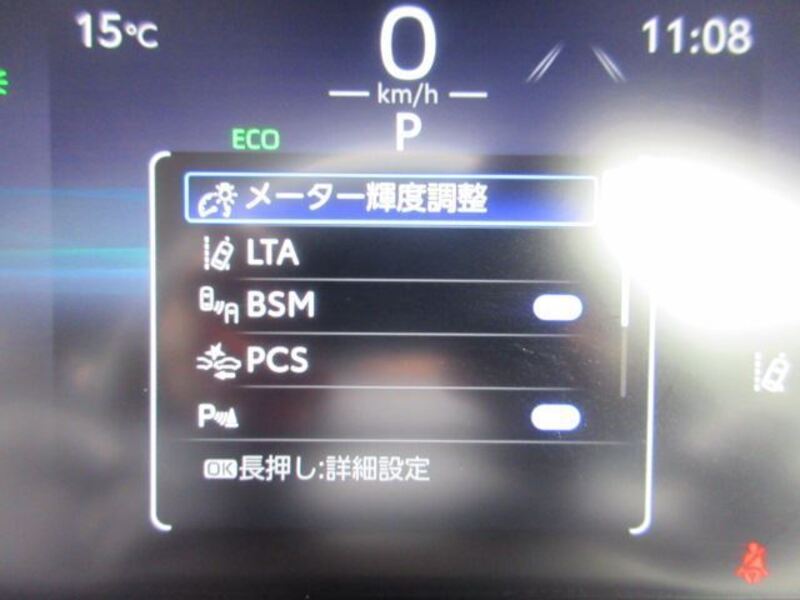 15℃
0
11:08
km/h
P
ECO
メーター輝度調整
LTA
BSM
PCS
P
OK長押し:詳細設定